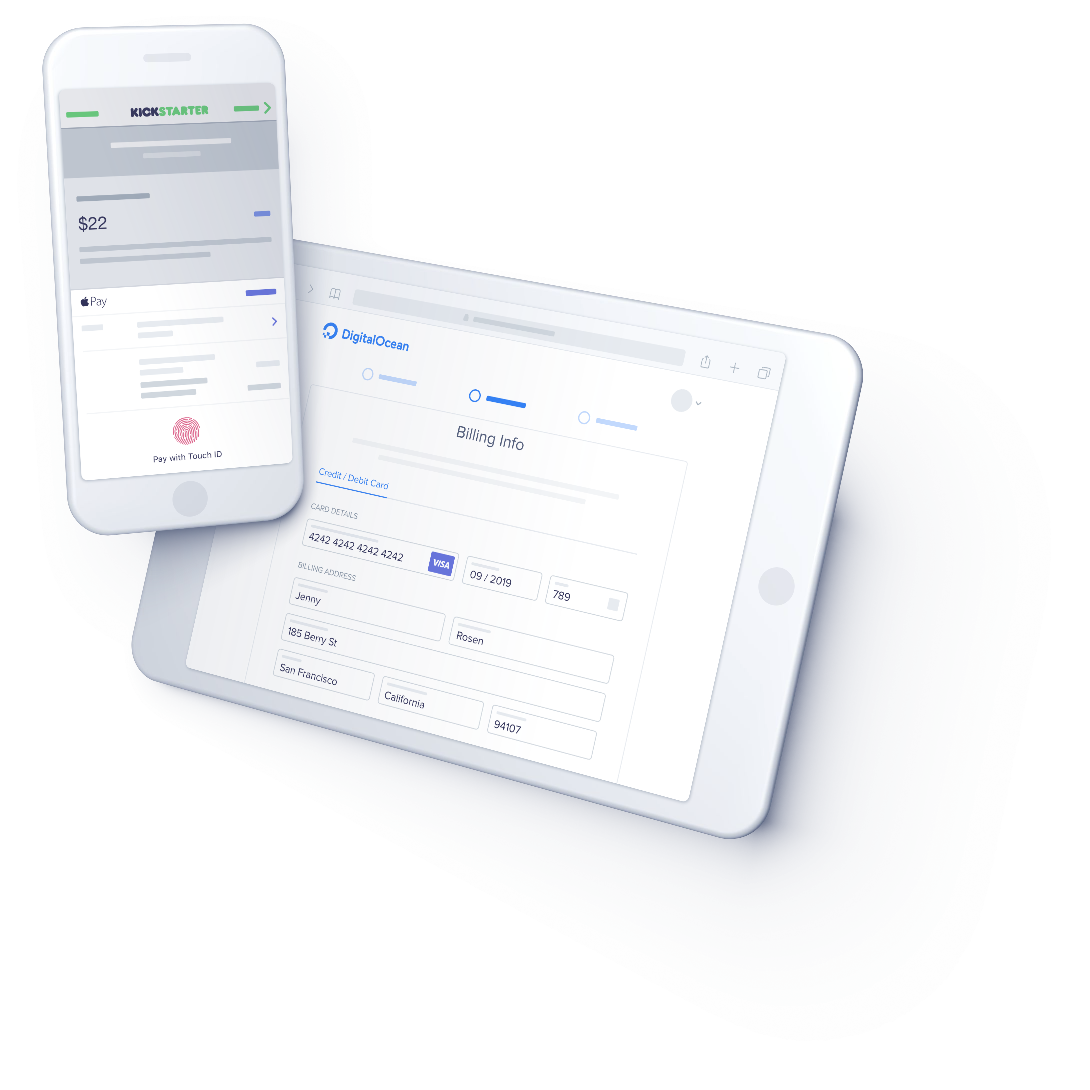 KICKSTARTER
$22
Pay
Pay with Touch ID
DigitalOcean
Billing Info
Credit / Debit Card
CARD DETAILS
4242 4242 4242 4242 VISA 09 / 2019 789
BILLING ADDRESS
Jenny Rosen
185 Berry St
San Francisco California 94107